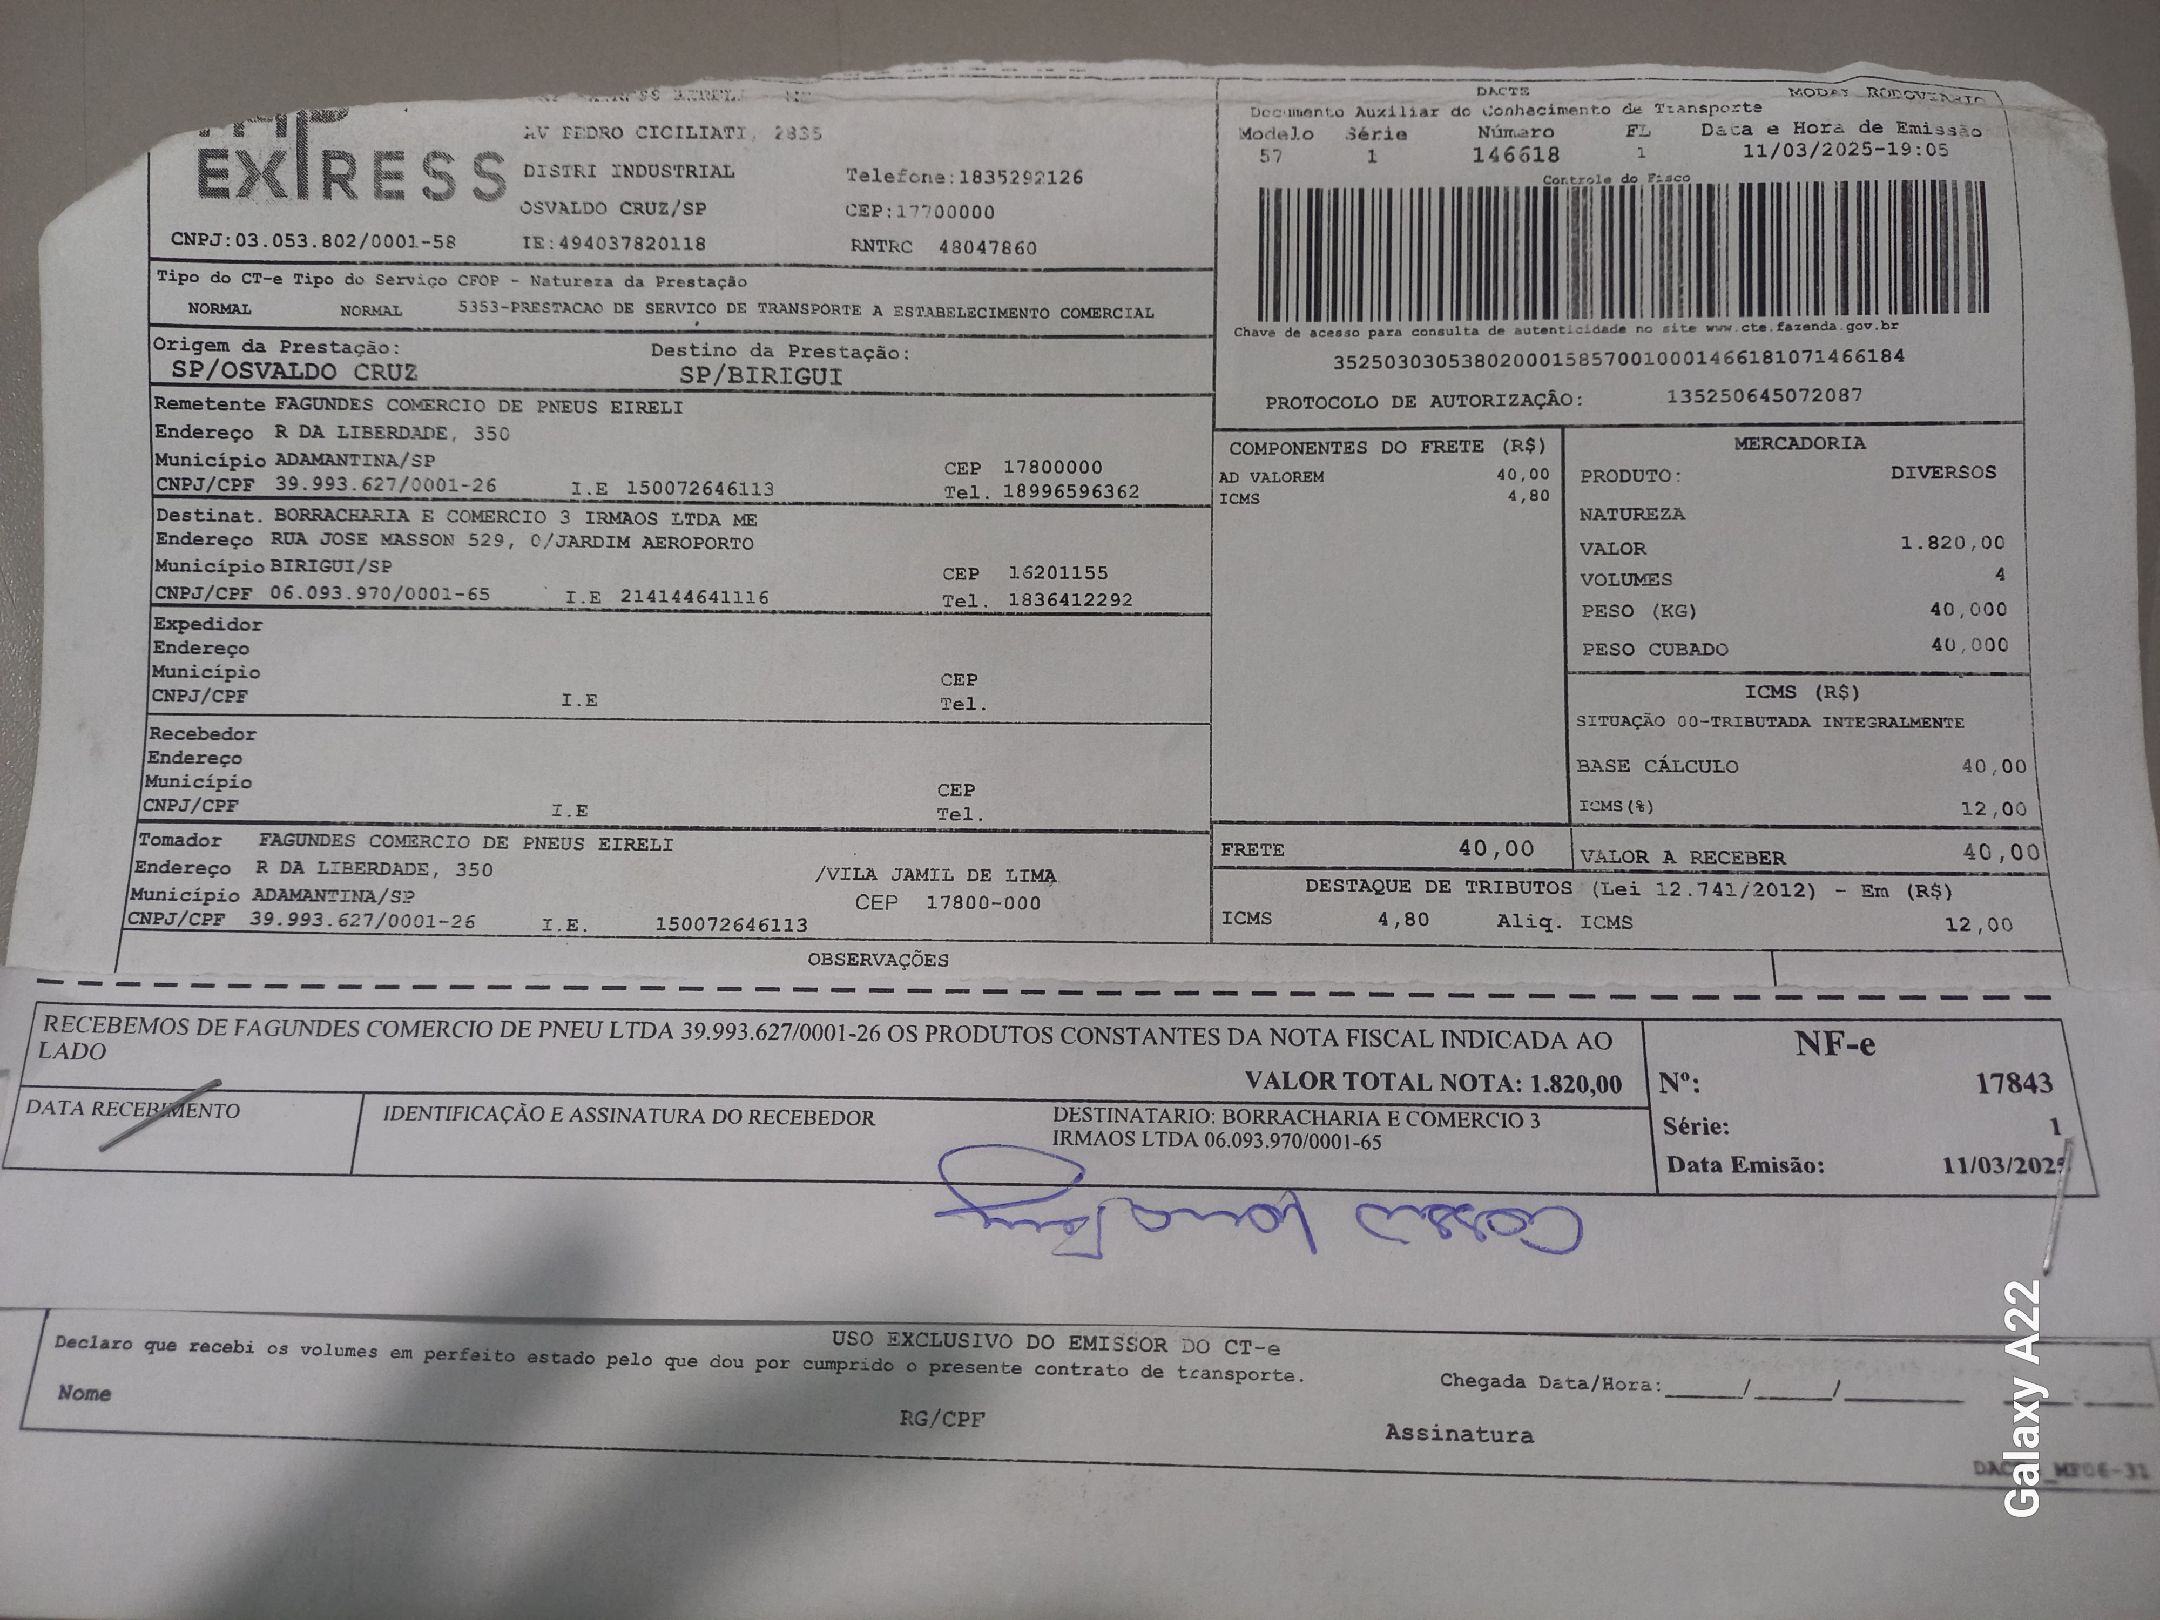 EXPRESS
AV PEDRO CICILIATI, 2835
DISTRI INDUSTRIAL
Telefone:1835292126
OSVALDO CRUZ/SP
CEP:17700000
CNPJ:03.053.802/0001-58
IE:494037820118
RNTRC 48047860
DACTE
MODAL RODOVIARIO
Documento Auxiliar do Conhecimento de Transporte
Modelo Série Número FL Data e Hora de Emissão
57 1 146618 1 11/03/2025-19:05
Controle do Fisco
Chave de acesso para consulta de autenticidade no site www.cte.fazenda.gov.br
35250303053802000158570010001466181071466184
PROTOCOLO DE AUTORIZAÇÃO: 135250645072087
Tipo do CT-e Tipo do Serviço CFOP - Natureza da Prestação
NORMAL NORMAL 5353-PRESTACAO DE SERVICO DE TRANSPORTE A ESTABELECIMENTO COMERCIAL
Origem da Prestação: Destino da Prestação:
SP/OSVALDO CRUZ SP/BIRIGUI
Remetente FAGUNDES COMERCIO DE PNEUS EIRELI
Endereço R DA LIBERDADE, 350
Município ADAMANTINA/SP CEP 17800000
CNPJ/CPF 39.993.627/0001-26 I.E 150072646113 Tel. 18996596362
Destinat. BORRACHARIA E COMERCIO 3 IRMAOS LTDA ME
Endereço RUA JOSE MASSON 529, 0/JARDIM AEROPORTO
Município BIRIGUI/SP CEP 16201155
CNPJ/CPF 06.093.970/0001-65 I.E 214144641116 Tel. 1836412292
Expedidor
Endereço
Município CEP
CNPJ/CPF I.E Tel.
Recebedor
Endereço
Município CEP
CNPJ/CPF I.E Tel.
Tomador FAGUNDES COMERCIO DE PNEUS EIRELI
Endereço R DA LIBERDADE, 350 /VILA JAMIL DE LIMA
Município ADAMANTINA/SP CEP 17800-000
CNPJ/CPF 39.993.627/0001-26 I.E. 150072646113
COMPONENTES DO FRETE (R$)
AD VALOREM 40,00
ICMS 4,80
MERCADORIA
PRODUTO: DIVERSOS
NATUREZA
VALOR 1.820,00
VOLUMES 4
PESO (KG) 40,000
PESO CUBADO 40,000
ICMS (R$)
SITUAÇÃO 00-TRIBUTADA INTEGRALMENTE
BASE CÁLCULO 40,00
ICMS(%) 12,00
FRETE 40,00
VALOR A RECEBER 40,00
DESTAQUE DE TRIBUTOS (Lei 12.741/2012) - Em (R$)
ICMS 4,80 Aliq. ICMS 12,00
OBSERVAÇÕES
RECEBEMOS DE FAGUNDES COMERCIO DE PNEU LTDA 39.993.627/0001-26 OS PRODUTOS CONSTANTES DA NOTA FISCAL INDICADA AO
LADO
VALOR TOTAL NOTA: 1.820,00
DATA RECEBIMENTO
IDENTIFICAÇÃO E ASSINATURA DO RECEBEDOR
DESTINATARIO: BORRACHARIA E COMERCIO 3
IRMAOS LTDA 06.093.970/0001-65
NF-e
Nº: 17843
Série: 1
Data Emissão: 11/03/2025
USO EXCLUSIVO DO EMISSOR DO CT-e
Declaro que recebi os volumes em perfeito estado pelo que dou por cumprido o presente contrato de transporte.
Nome
RG/CPF
Chegada Data/Hora:______/______/________
Assinatura
Galaxy A22